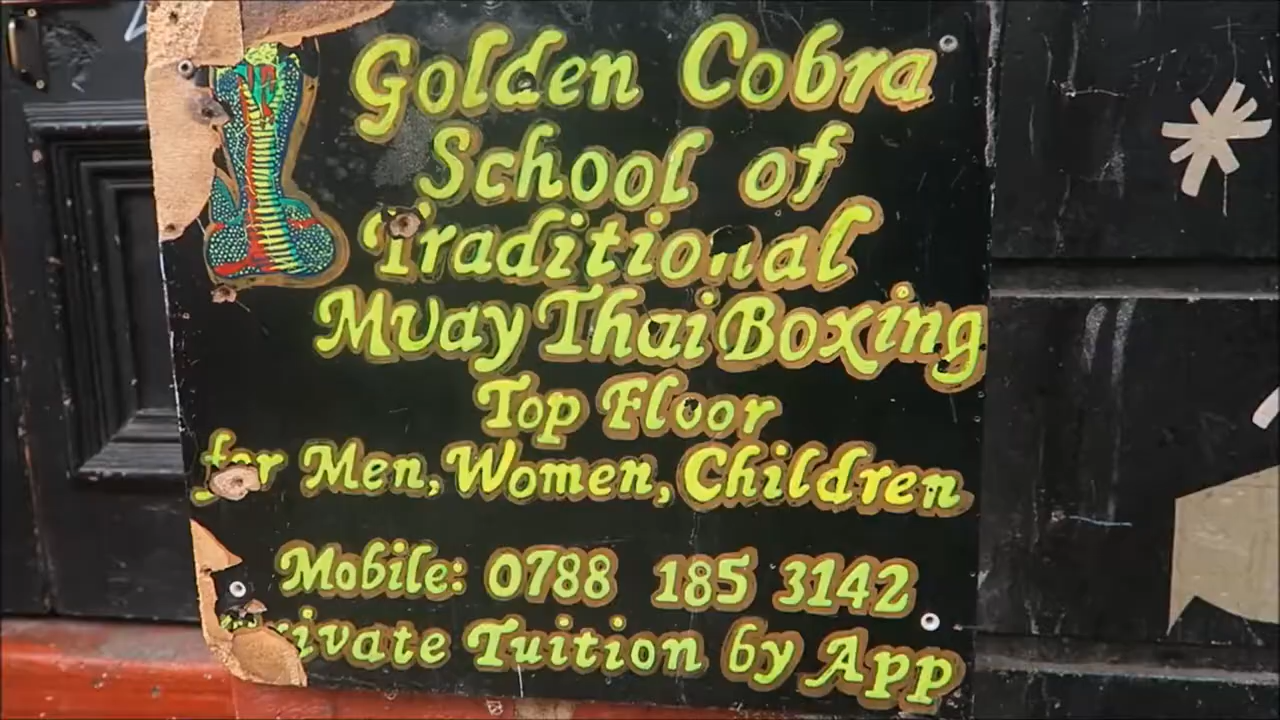 Golden Cobra
School of
Traditional
Muay Thai Boxing
Top Floor
for Men, Women, Children
Mobile: 0788 185 3142
Private Tuition by App